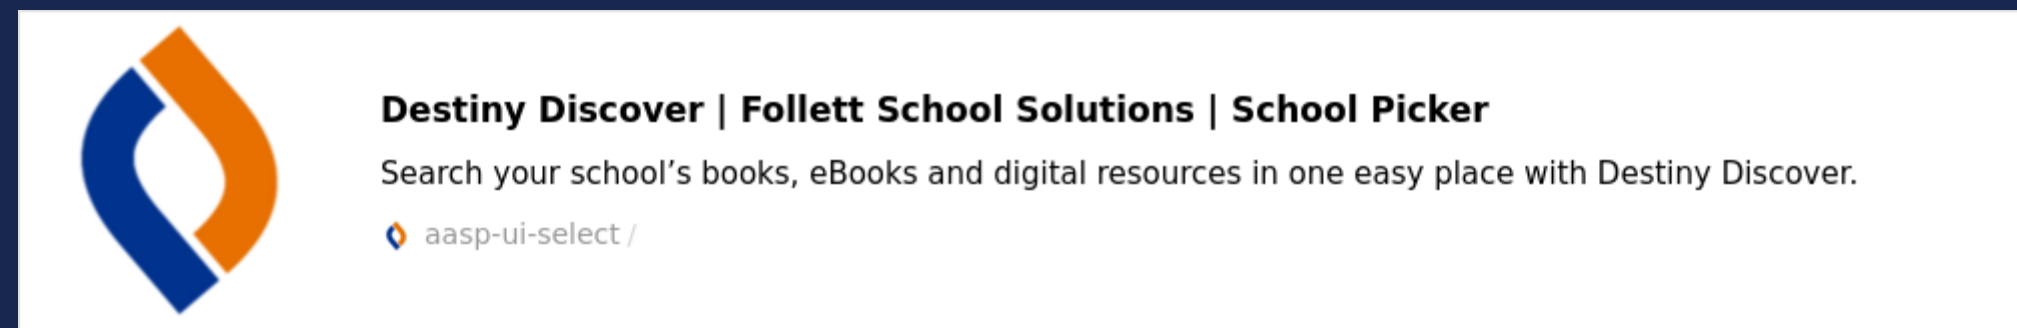 Destiny Discover | Follett School Solutions | School Picker
Search your school’s books, eBooks and digital resources in one easy place with Destiny Discover.
aasp-ui-select /